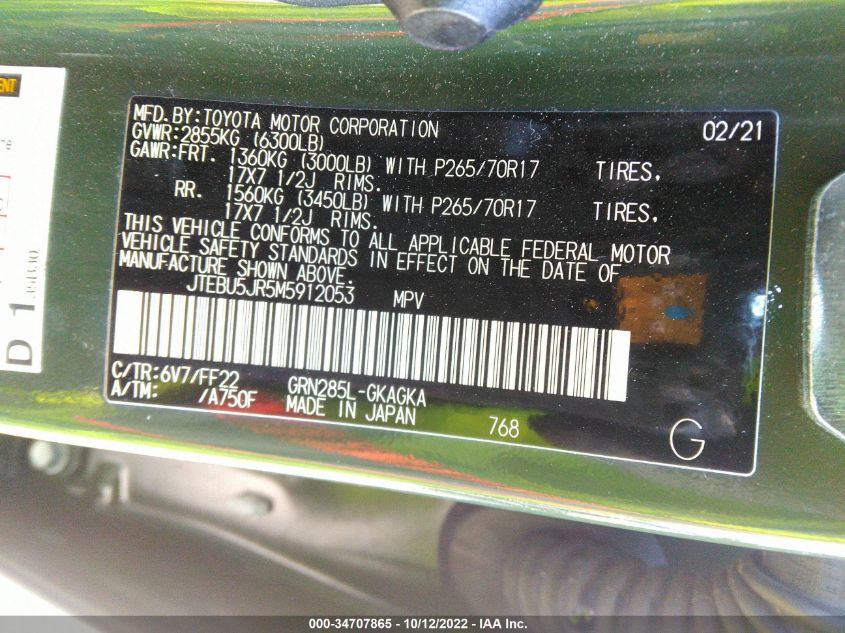 MFD. BY:TOYOTA MOTOR CORPORATION 02/21
GVWR:2855KG (6300LB)
GAWR:FRT. 1360KG (3000LB) WITH P265/70R17 TIRES.
17X7 1/2J RIMS.
RR. 1560KG (3450LB) WITH P265/70R17 TIRES.
17X7 1/2J RIMS.
THIS VEHICLE CONFORMS TO ALL APPLICABLE FEDERAL MOTOR
VEHICLE SAFETY STANDARDS IN EFFECT ON THE DATE OF
MANUFACTURE SHOWN ABOVE.
JTEBU5JR5M5912053 MPV
C/TR:6V7/FF22 GRN285L-GKAGKA
A/TM: /A750F MADE IN JAPAN 768
G
D 1
000-34707865 - 10/12/2022 - IAA Inc.